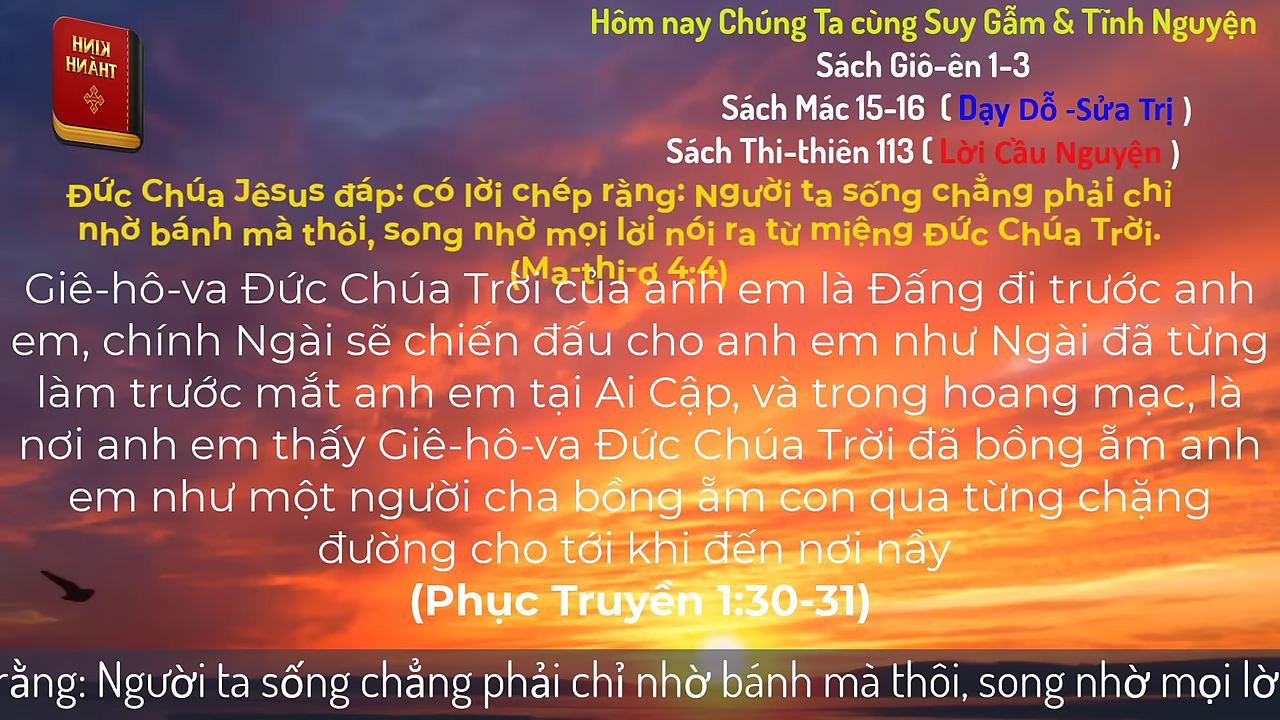 KINH
THÁNH
Hôm nay Chúng Ta cùng Suy Gẫm & Tĩnh Nguyện
Sách Giô-ên 1-3
Sách Mác 15-16 ( Dạy Dỗ -Sửa Trị )
Sách Thi-thiên 113 ( Lời Cầu Nguyện )
Đức Chúa Jêsus đáp: Có lời chép rằng: Người ta sống chẳng phải chỉ
nhờ bánh mà thôi, song nhờ mọi lời nói ra từ miệng Đức Chúa Trời.
(Ma-thi-ơ 4:4)
Giê-hô-va Đức Chúa Trời của anh em là Đấng đi trước anh
em, chính Ngài sẽ chiến đấu cho anh em như Ngài đã từng
làm trước mắt anh em tại Ai Cập, và trong hoang mạc, là
nơi anh em thấy Giê-hô-va Đức Chúa Trời đã bồng ẵm anh
em như một người cha bồng ẵm con qua từng chặng
đường cho tới khi đến nơi nầy
(Phục Truyền 1:30-31)
rằng: Người ta sống chẳng phải chỉ nhờ bánh mà thôi, song nhờ mọi lờ